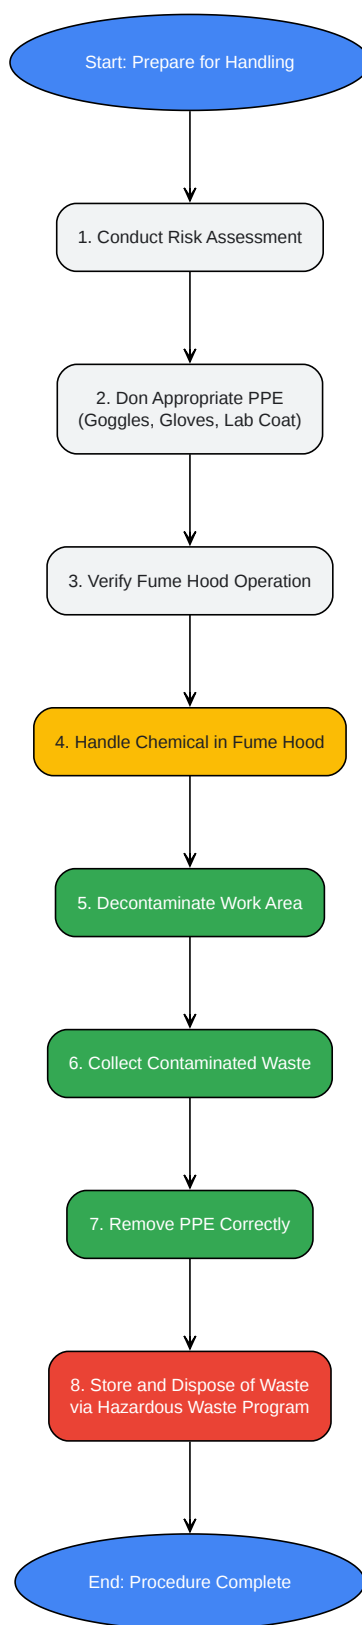 Start: Prepare for Handling
1. Conduct Risk Assessment
2. Don Appropriate PPE
(Goggles, Gloves, Lab Coat)
3. Verify Fume Hood Operation
4. Handle Chemical in Fume Hood
5. Decontaminate Work Area
6. Collect Contaminated Waste
7. Remove PPE Correctly
8. Store and Dispose of Waste
via Hazardous Waste Program
End: Procedure Complete